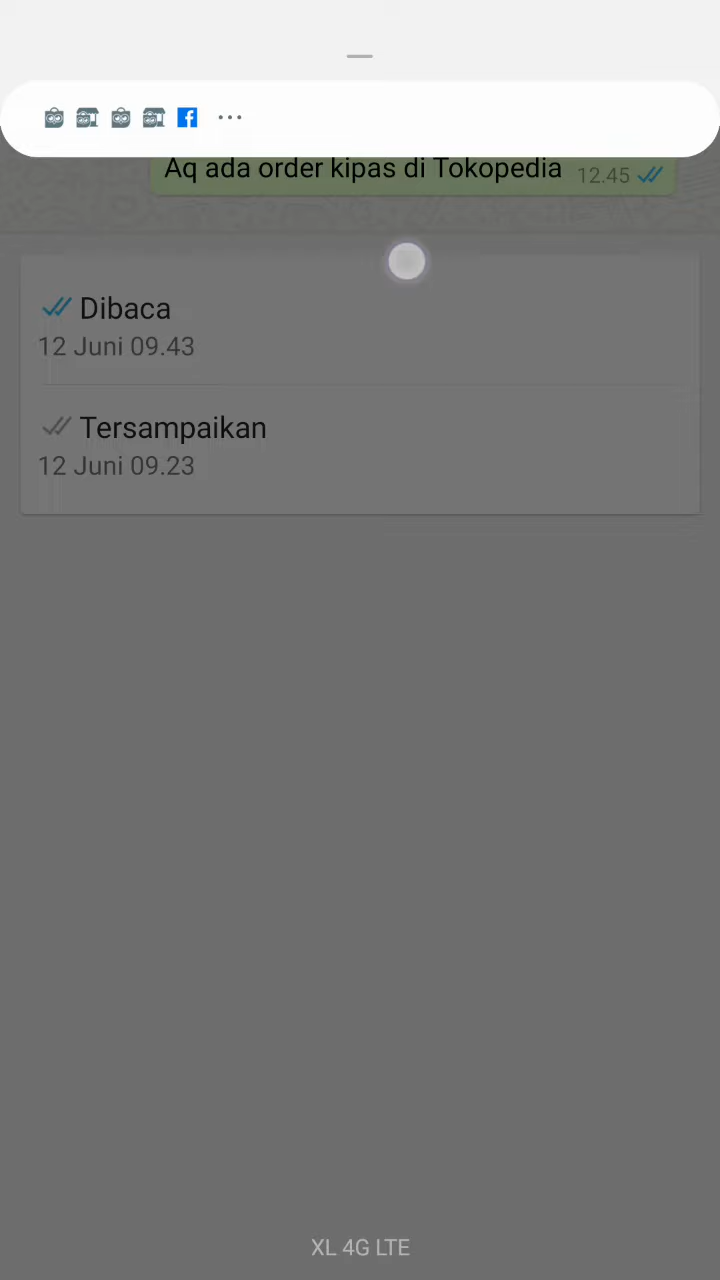 Aq ada order kipas di Tokopedia 12.45
Dibaca
12 Juni 09.43
Tersampaikan
12 Juni 09.23
XL 4G LTE